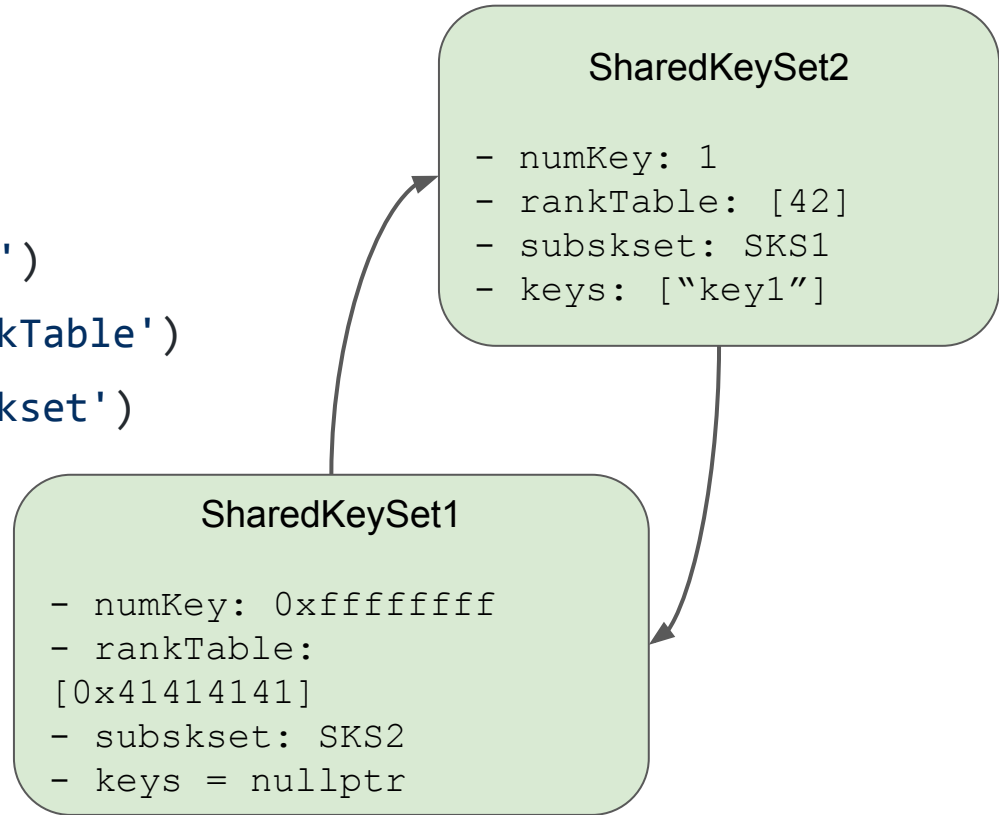 ')
kTable')
kset')
SharedKeySet2
- numKey: 1
- rankTable: [42]
- subskset: SKS1
- keys: [“key1”]
SharedKeySet1
- numKey: 0xffffffff
- rankTable:
[0x41414141]
- subskset: SKS2
- keys = nullptr